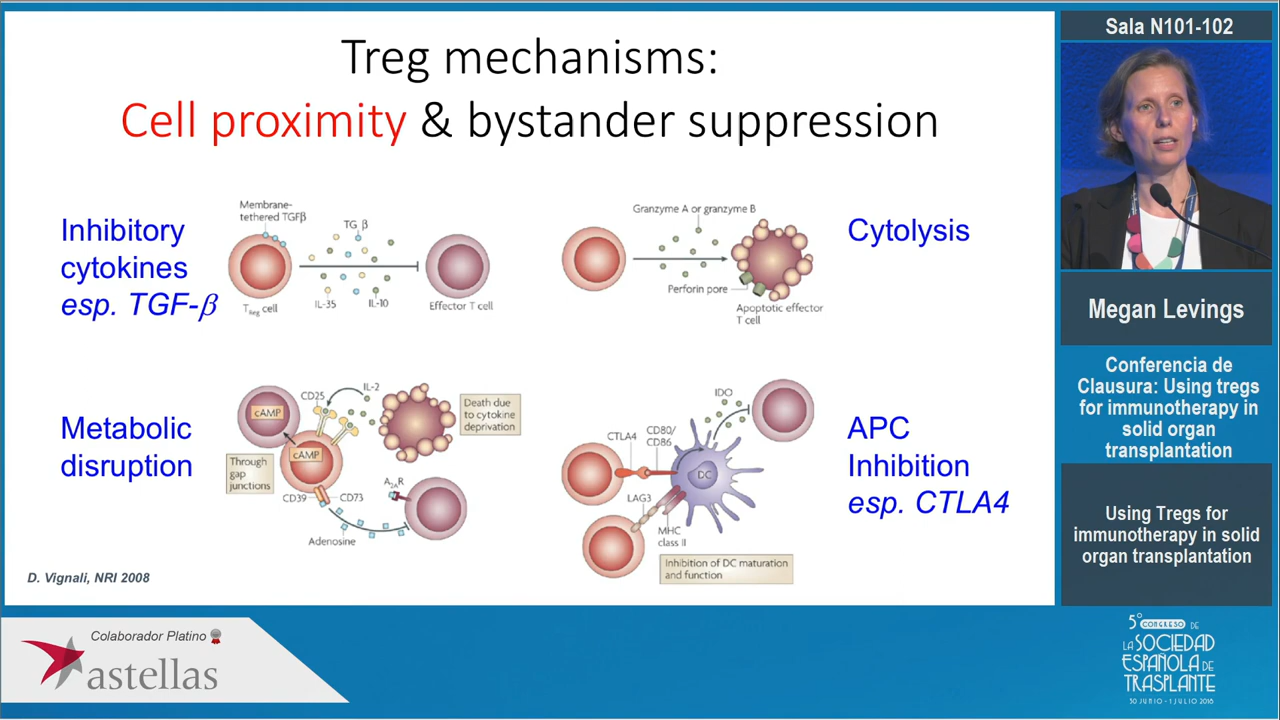 Treg mechanisms:
Cell proximity & bystander suppression
Inhibitory
cytokines
esp. TGF-β
Membrane-
tethered TGFβ
TG β
IL-35
IL-10
TReg cell
Effector T cell
Granzyme A or granzyme B
Perforin pore
Apoptotic effector
T cell
Cytolysis
Metabolic
disruption
cAMP
CD25
IL-2
cAMP
Death due
to cytokine
deprivation
Through
gap
junctions
CD39
CD73
A2AR
Adenosine
IDO
CTLA4
CD80/
CD86
DC
LAG3
MHC
class II
Inhibition of DC maturation
and function
APC
Inhibition
esp. CTLA4
D. Vignali, NRI 2008
Sala N101-102
Megan Levings
Conferencia de
Clausura: Using tregs
for immunotherapy in
solid organ
transplantation
Using Tregs for
immunotherapy in solid
organ transplantation
Colaborador Platino
astellas
5º CONGRESO DE
LA SOCIEDAD
ESPAÑOLA DE
TRASPLANTE
30 JUNIO - 1 JULIO 2018